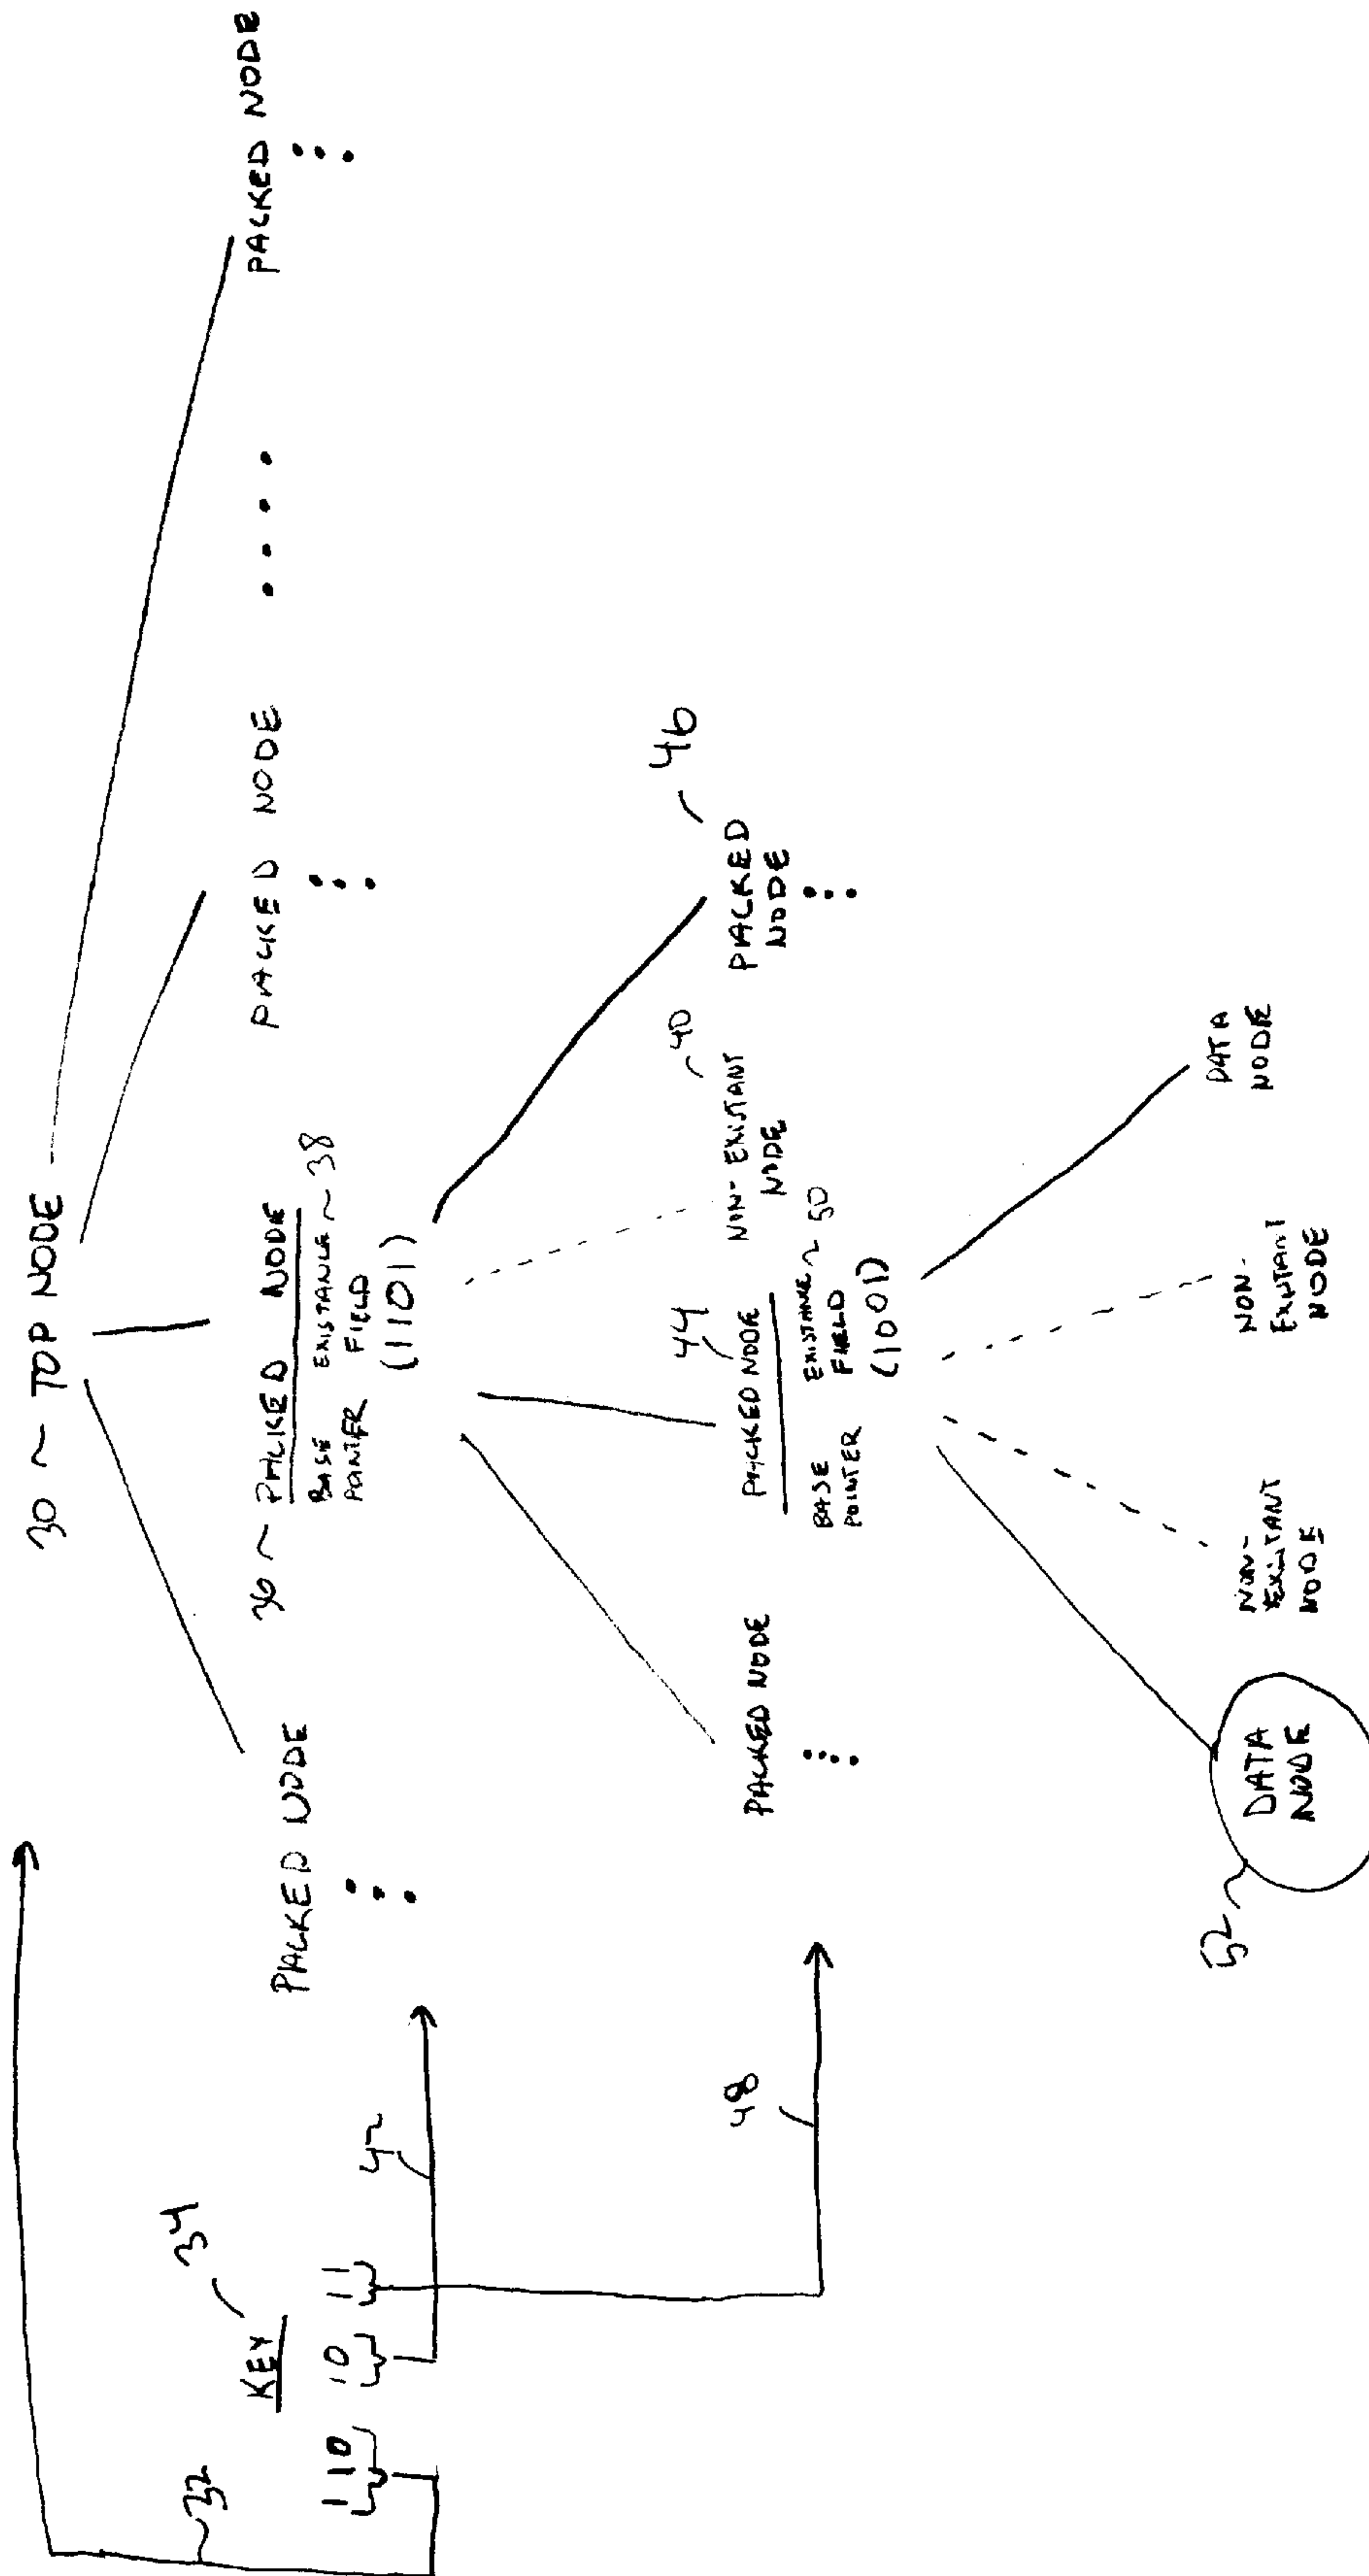 30 ~ TOP NODE
32
KEY
34
110 10 11
42
48
PACKED NODE
36 ~ PACKED NODE
BASE POINTER
EXISTANCE ~ 38
FIELD
(1101)
PACKED NODE
PACKED NODE
PACKED NODE
44
PACKED NODE
BASE
POINTER
EXISTANCE ~ 50
FIELD
(1001)
40
NON-EXISTANT
NODE
46
PACKED
NODE
52
DATA
NODE
NON-
EXISTANT
NODE
NON-
EXISTANT
NODE
DATA
NODE